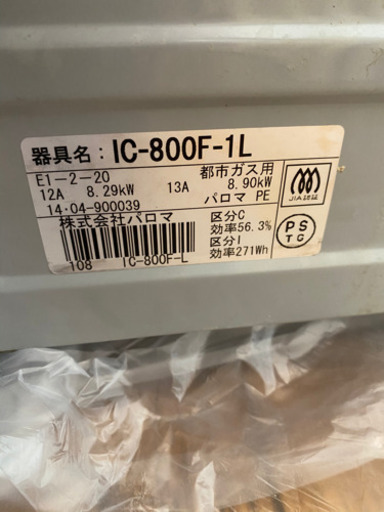 器具名：IC-800F-1L
E1-2-20 都市ガス用
12A 8.29kW 13A 8.90kW
14.04-900039 パロマ PE
株式会社パロマ 区分C
効率56.3%
区分I
108 IC-800F-L 効率271Wh
JIA認証
PS
TG